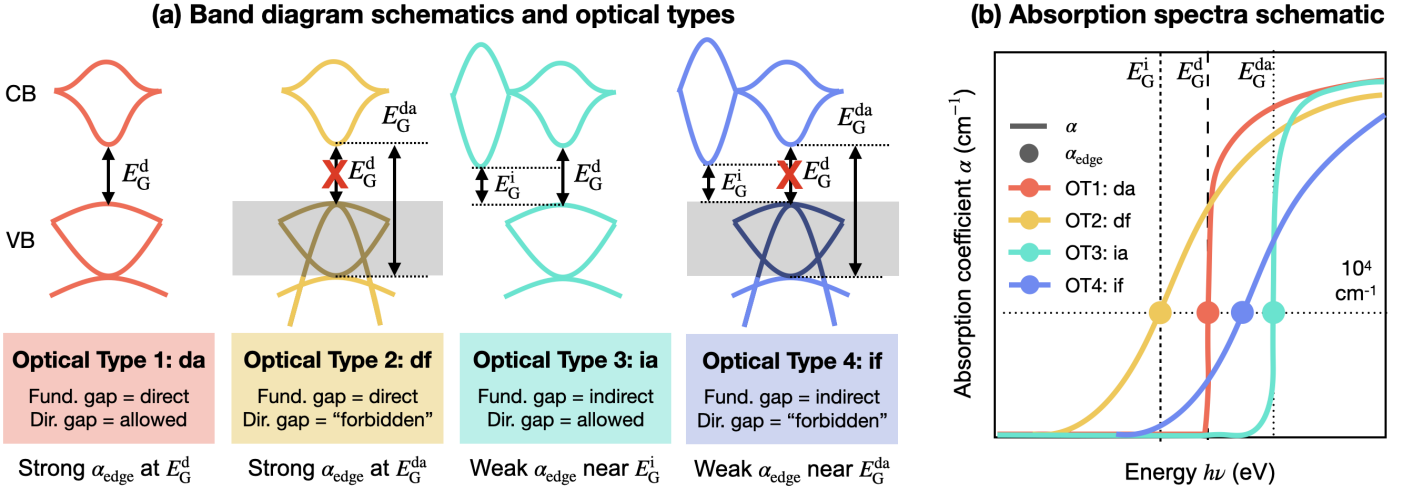 (a) Band diagram schematics and optical types
CB
VB
E_G^d
E_G^d
E_G^da
E_G^i
E_G^d
E_G^i
E_G^d
E_G^da
Optical Type 1: da
Fund. gap = direct
Dir. gap = allowed
Strong α_edge at E_G^d
Optical Type 2: df
Fund. gap = direct
Dir. gap = “forbidden”
Strong α_edge at E_G^da
Optical Type 3: ia
Fund. gap = indirect
Dir. gap = allowed
Weak α_edge near E_G^i
Optical Type 4: if
Fund. gap = indirect
Dir. gap = “forbidden”
Weak α_edge near E_G^da
(b) Absorption spectra schematic
Absorption coefficient α (cm⁻¹)
E_G^i
E_G^d
E_G^da
α
α_edge
OT1: da
OT2: df
OT3: ia
OT4: if
10⁴
cm⁻¹
Energy hν (eV)